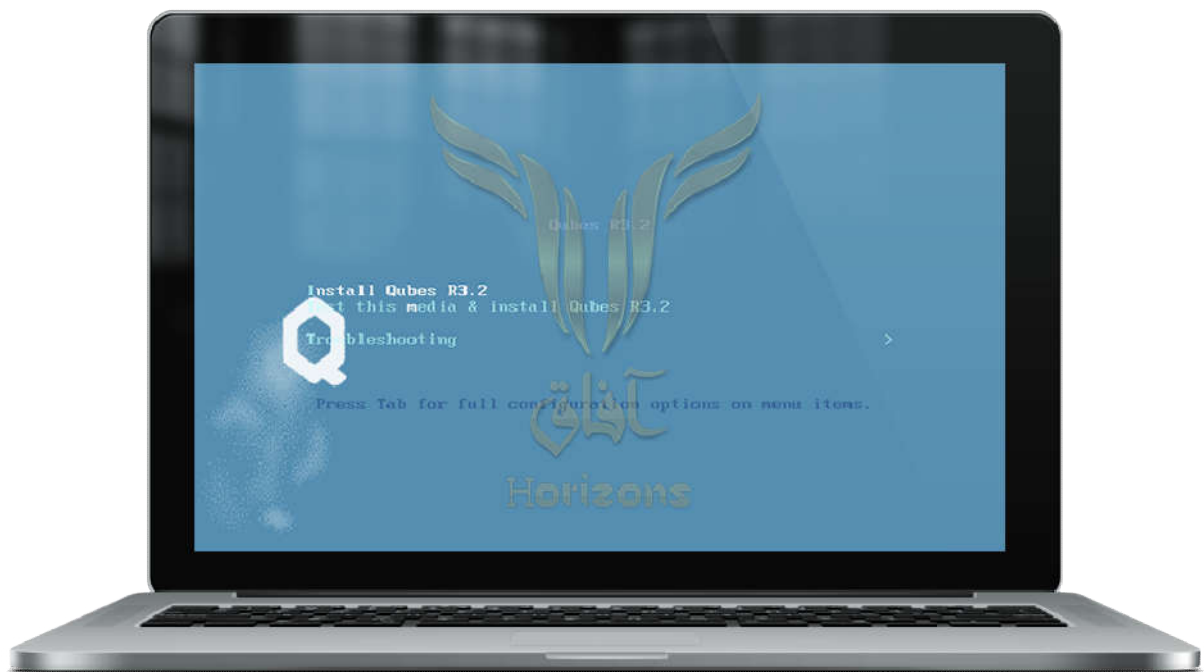 Qubes R3.2
Install Qubes R3.2
Test this media & install Qubes R3.2
Troubleshooting >
Press Tab for full configuration options on menu items.
آفاق
Horizons